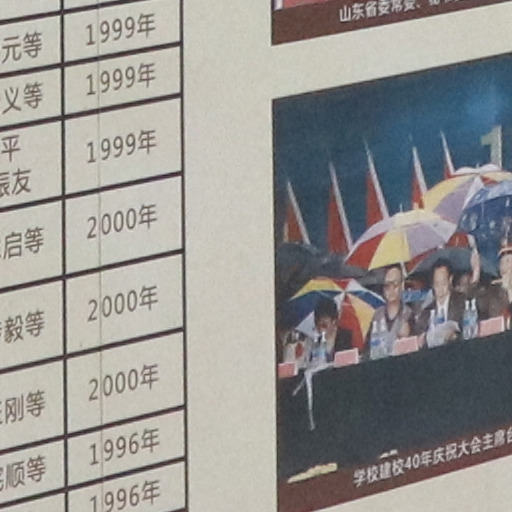 元等 1999年
义等 1999年
平
振友 1999年
启等 2000年
毅等 2000年
刚等 2000年
顺等 1996年
1996年
山东省委常委、
1
学校建校40年庆祝大会主席台